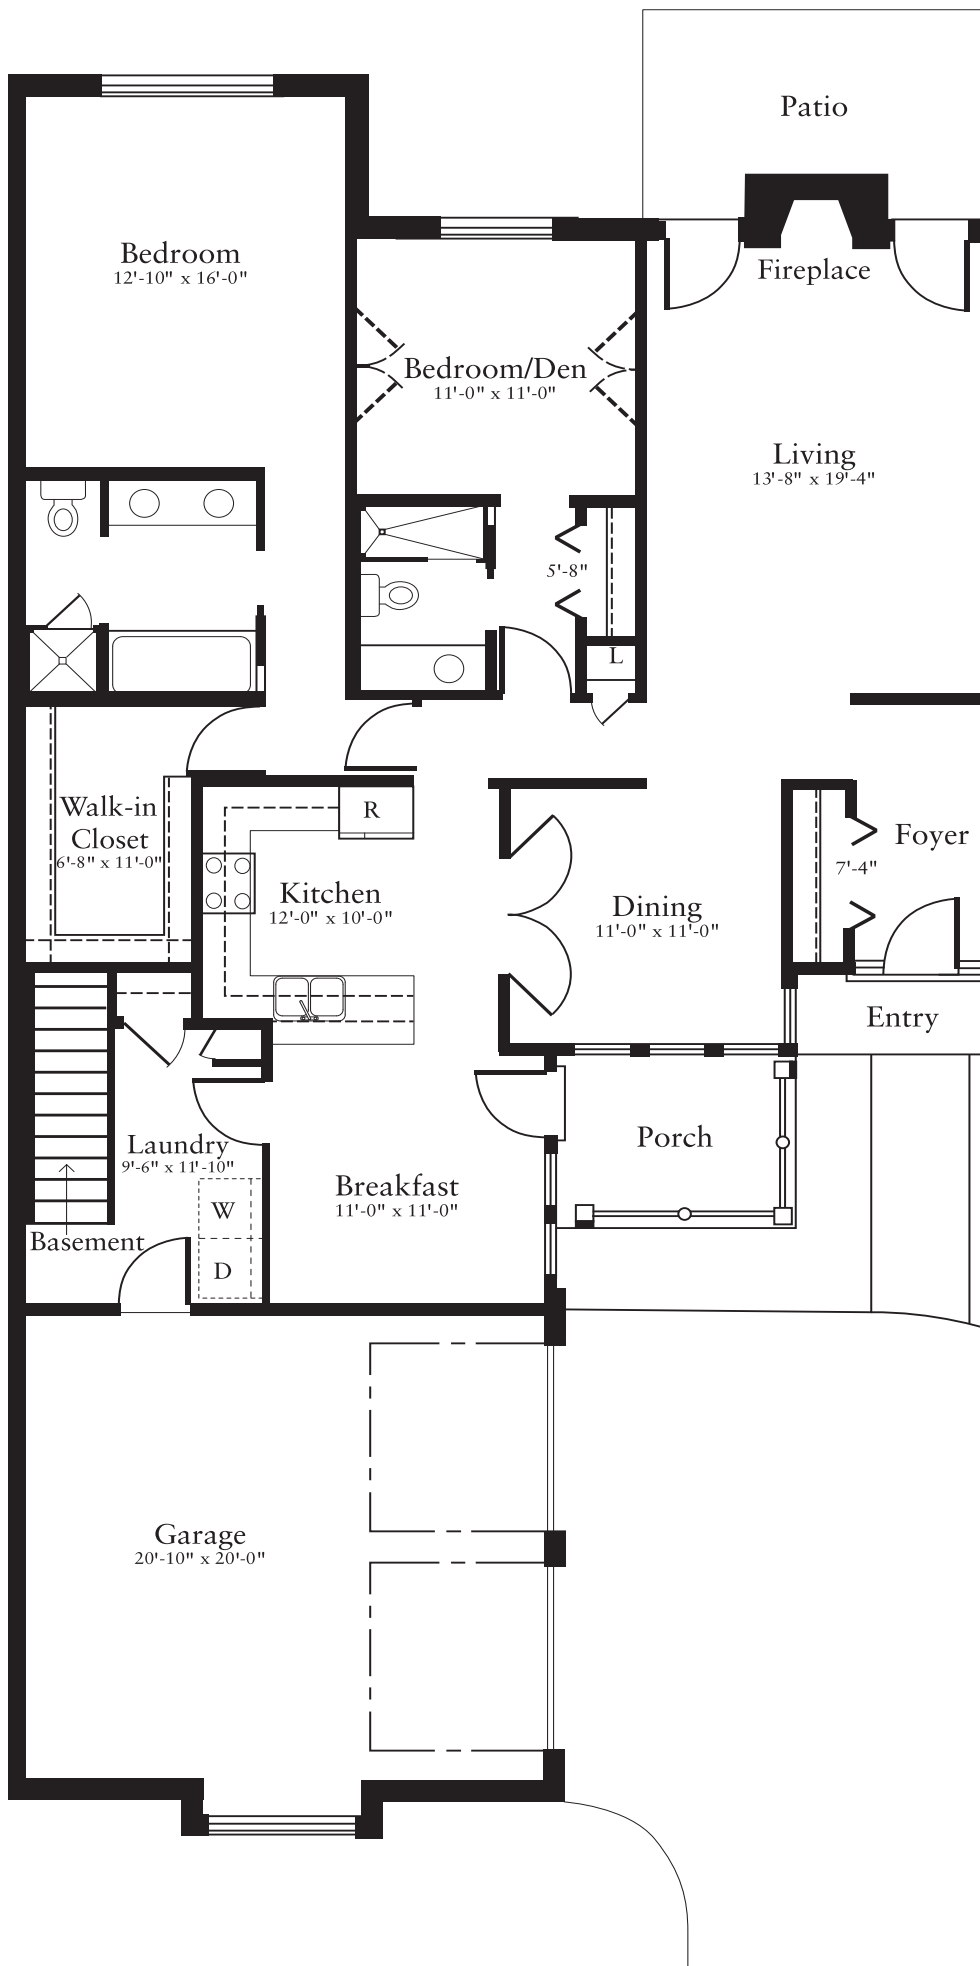 Patio
Bedroom
12'-10" x 16'-0"
Fireplace
Bedroom/Den
11'-0" x 11'-0"
Living
13'-8" x 19'-4"
5'-8"
L
Walk-in
Closet
6'-8" x 11'-0"
R
Kitchen
12'-0" x 10'-0"
Dining
11'-0" x 11'-0"
Foyer
7'-4"
Entry
Laundry
9'-6" x 11'-10"
Porch
Breakfast
11'-0" x 11'-0"
W
D
Basement
Garage
20'-10" x 20'-0"